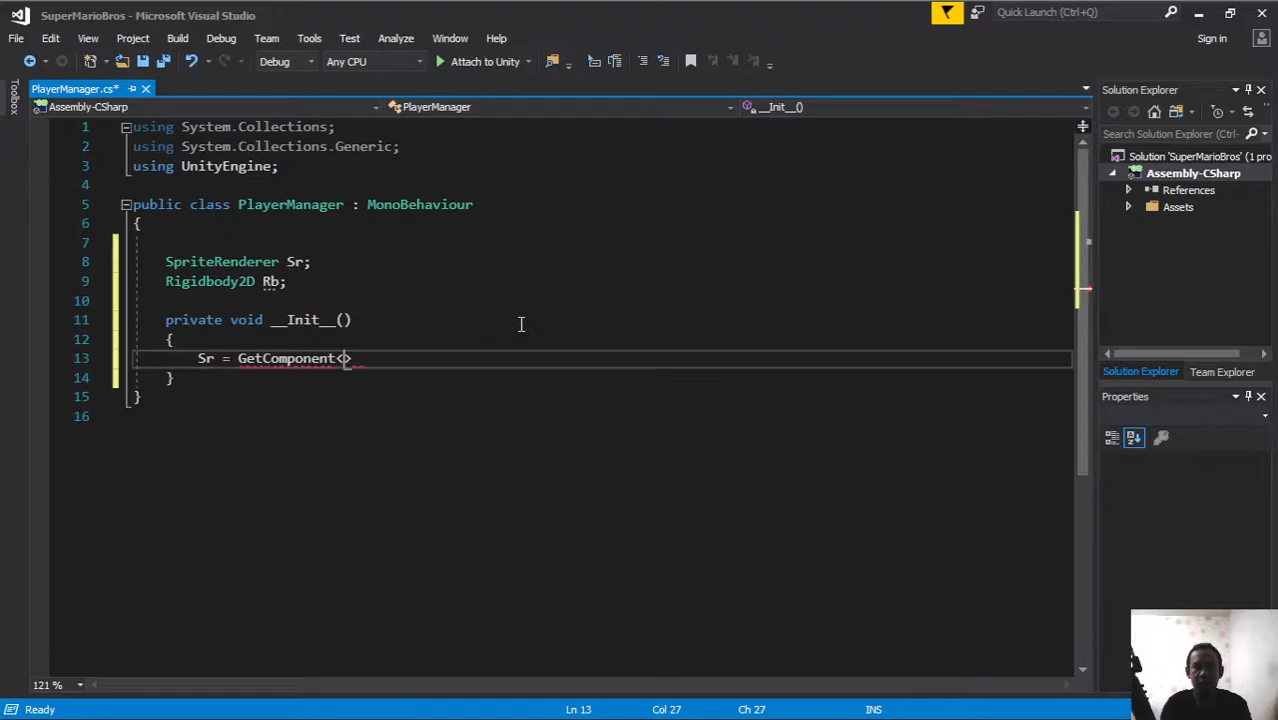 SuperMarioBros - Microsoft Visual Studio
Quick Launch (Ctrl+Q)
File Edit View Project Build Debug Team Tools Test Analyze Window Help
Sign in
Debug Any CPU Attach to Unity
Toolbox
PlayerManager.cs*
Assembly-CSharp PlayerManager __Init__()
1 using System.Collections;
2 using System.Collections.Generic;
3 using UnityEngine;
4
5 public class PlayerManager : MonoBehaviour
6 {
7
8 SpriteRenderer Sr;
9 Rigidbody2D Rb;
10
11 private void __Init__()
12 {
13 Sr = GetComponent<>
14 }
15 }
16
121 %
Solution Explorer
Search Solution Explorer (Ctrl+
Solution 'SuperMarioBros' (1 pro
Assembly-CSharp
References
Assets
Solution Explorer Team Explorer
Properties
Ready Ln 13 Col 27 Ch 27 INS